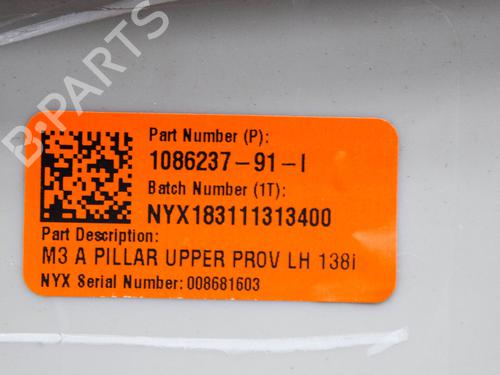 B-PARTS
Part Number (P):
1086237-91-I
Batch Number (1T):
NYX183111313400
Part Description:
M3 A PILLAR UPPER PROV LH 138i
NYX Serial Number: 008681603